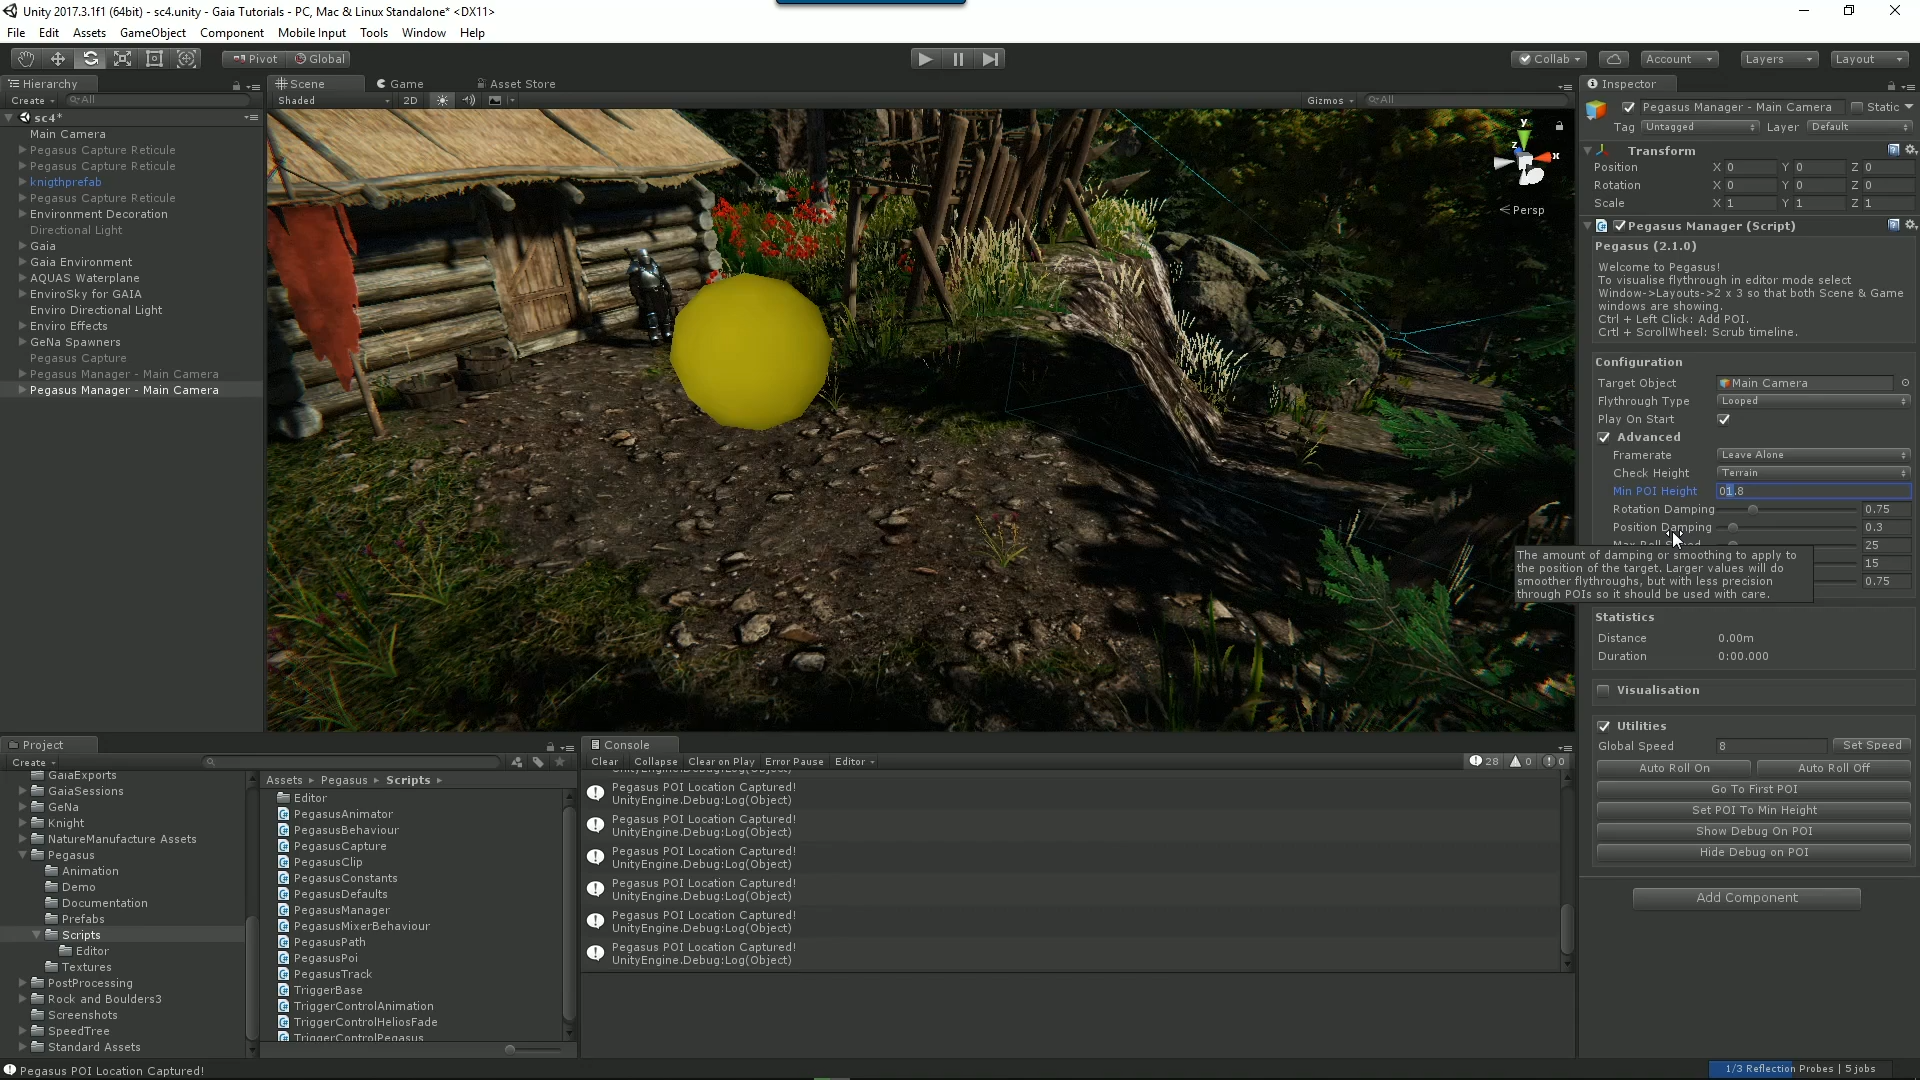 Unity 2017.3.1f1 (64bit) - sc4.unity - Gaia Tutorials - PC, Mac & Linux Standalone* <DX11>
File Edit Assets GameObject Component Mobile Input Tools Window Help
Pivot Global Collab Account Layers Layout
Hierarchy
Create All
sc4*
Main Camera
Pegasus Capture Reticule
Pegasus Capture Reticule
knigthprefab
Pegasus Capture Reticule
Environment Decoration
Directional Light
Gaia
Gaia Environment
AQUAS Waterplane
EnviroSky for GAIA
Enviro Directional Light
Enviro Effects
GeNa Spawners
Pegasus Capture
Pegasus Manager - Main Camera
Pegasus Manager - Main Camera
Scene Game Asset Store
Shaded 2D Gizmos All
y
z
x
Persp
Inspector
Pegasus Manager - Main Camera Static
Tag Untagged Layer Default
Transform
Position X 0 Y 0 Z 0
Rotation X 0 Y 0 Z 0
Scale X 1 Y 1 Z 1
Pegasus Manager (Script)
Pegasus (2.1.0)
Welcome to Pegasus!
To visualise flythrough in editor mode select
Window->Layouts->2 x 3 so that both Scene & Game
windows are showing.
Ctrl + Left Click: Add POI.
Crtl + ScrollWheel: Scrub timeline.
Configuration
Target Object Main Camera
Flythrough Type Looped
Play On Start
Advanced
Framerate Leave Alone
Check Height Terrain
Min POI Height 01.8
Rotation Damping 0.75
Position Damping 0.3
25
15
0.75
The amount of damping or smoothing to apply to
the position of the target. Larger values will do
smoother flythroughs, but with less precision
through POIs so it should be used with care.
Statistics
Distance 0.00m
Duration 0:00.000
Visualisation
Utilities
Global Speed 8 Set Speed
Auto Roll On Auto Roll Off
Go To First POI
Set POI To Min Height
Show Debug On POI
Hide Debug on POI
Add Component
Project
Create
GaiaExports
GaiaSessions
GeNa
Knight
NatureManufacture Assets
Pegasus
Animation
Demo
Documentation
Prefabs
Scripts
Editor
Textures
PostProcessing
Rock and Boulders3
Screenshots
SpeedTree
Standard Assets
Assets Pegasus Scripts
Editor
PegasusAnimator
PegasusBehaviour
PegasusCapture
PegasusClip
PegasusConstants
PegasusDefaults
PegasusManager
PegasusMixerBehaviour
PegasusPath
PegasusPoi
PegasusTrack
TriggerBase
TriggerControlAnimation
TriggerControlHeliosFade
TriggerControlPegasus
Console
Clear Collapse Clear on Play Error Pause Editor 28 0 0
UnityEngine.Debug:Log(Object)
Pegasus POI Location Captured!
UnityEngine.Debug:Log(Object)
Pegasus POI Location Captured!
UnityEngine.Debug:Log(Object)
Pegasus POI Location Captured!
UnityEngine.Debug:Log(Object)
Pegasus POI Location Captured!
UnityEngine.Debug:Log(Object)
Pegasus POI Location Captured!
UnityEngine.Debug:Log(Object)
Pegasus POI Location Captured!
UnityEngine.Debug:Log(Object)
Pegasus POI Location Captured!
1/3 Reflection Probes | 5 jobs